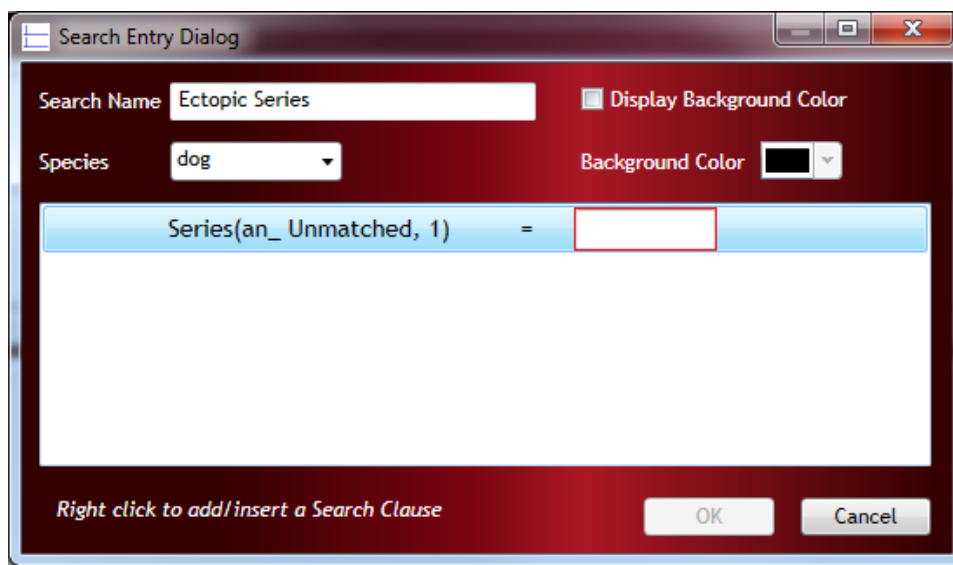 Search Entry Dialog
Search Name Ectopic Series Display Background Color
Species dog Background Color
Series(an_ Unmatched, 1) =
Right click to add/insert a Search Clause OK Cancel